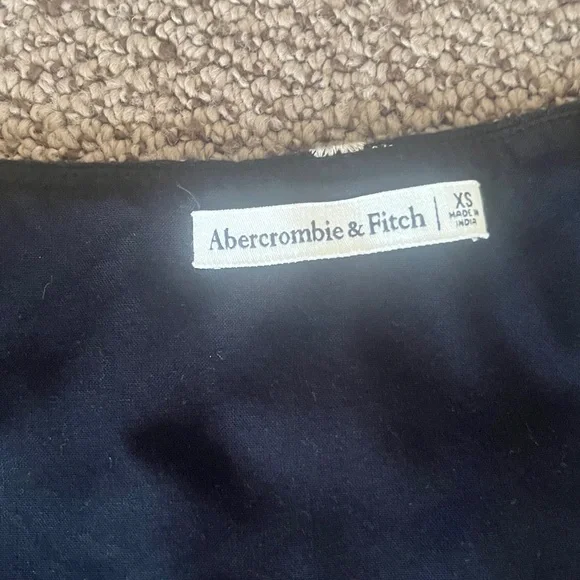 Abercrombie & Fitch | XS
MADE IN
INDIA